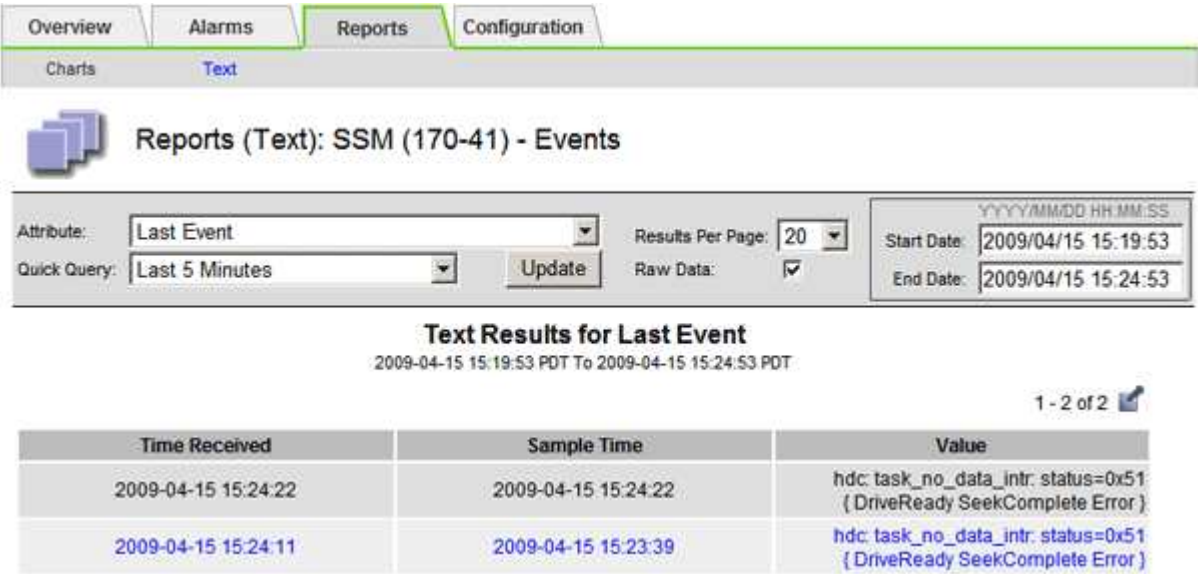 Overview Alarms Reports Configuration
Charts Text
Reports (Text): SSM (170-41) - Events
YYYY/MM/DD HH:MM:SS
Attribute: Last Event Results Per Page: 20 Start Date: 2009/04/15 15:19:53
Quick Query: Last 5 Minutes Update Raw Data: End Date: 2009/04/15 15:24:53
Text Results for Last Event
2009-04-15 15:19:53 PDT To 2009-04-15 15:24:53 PDT
1 - 2 of 2
Time Received Sample Time Value
2009-04-15 15:24:22 2009-04-15 15:24:22 hdc: task_no_data_intr: status=0x51
{ DriveReady SeekComplete Error }
2009-04-15 15:24:11 2009-04-15 15:23:39 hdc: task_no_data_intr: status=0x51
{ DriveReady SeekComplete Error }